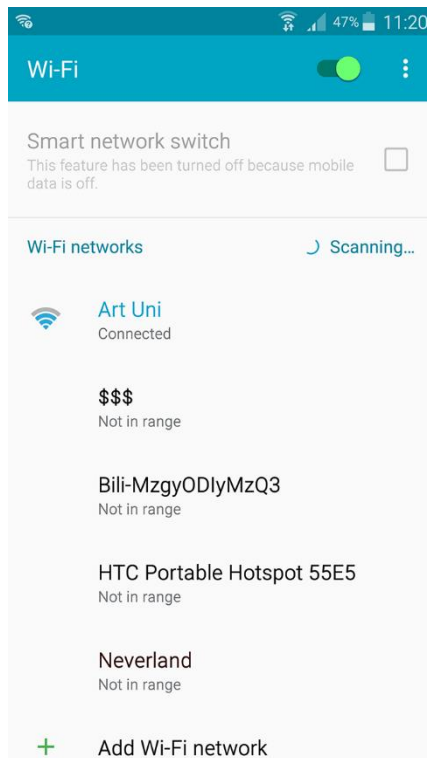 47% 11:20
Wi-Fi
Smart network switch
This feature has been turned off because mobile
data is off.
Wi-Fi networks Scanning...
Art Uni
Connected
$$$
Not in range
Bili-MzgyODIyMzQ3
Not in range
HTC Portable Hotspot 55E5
Not in range
Neverland
Not in range
Add Wi-Fi network